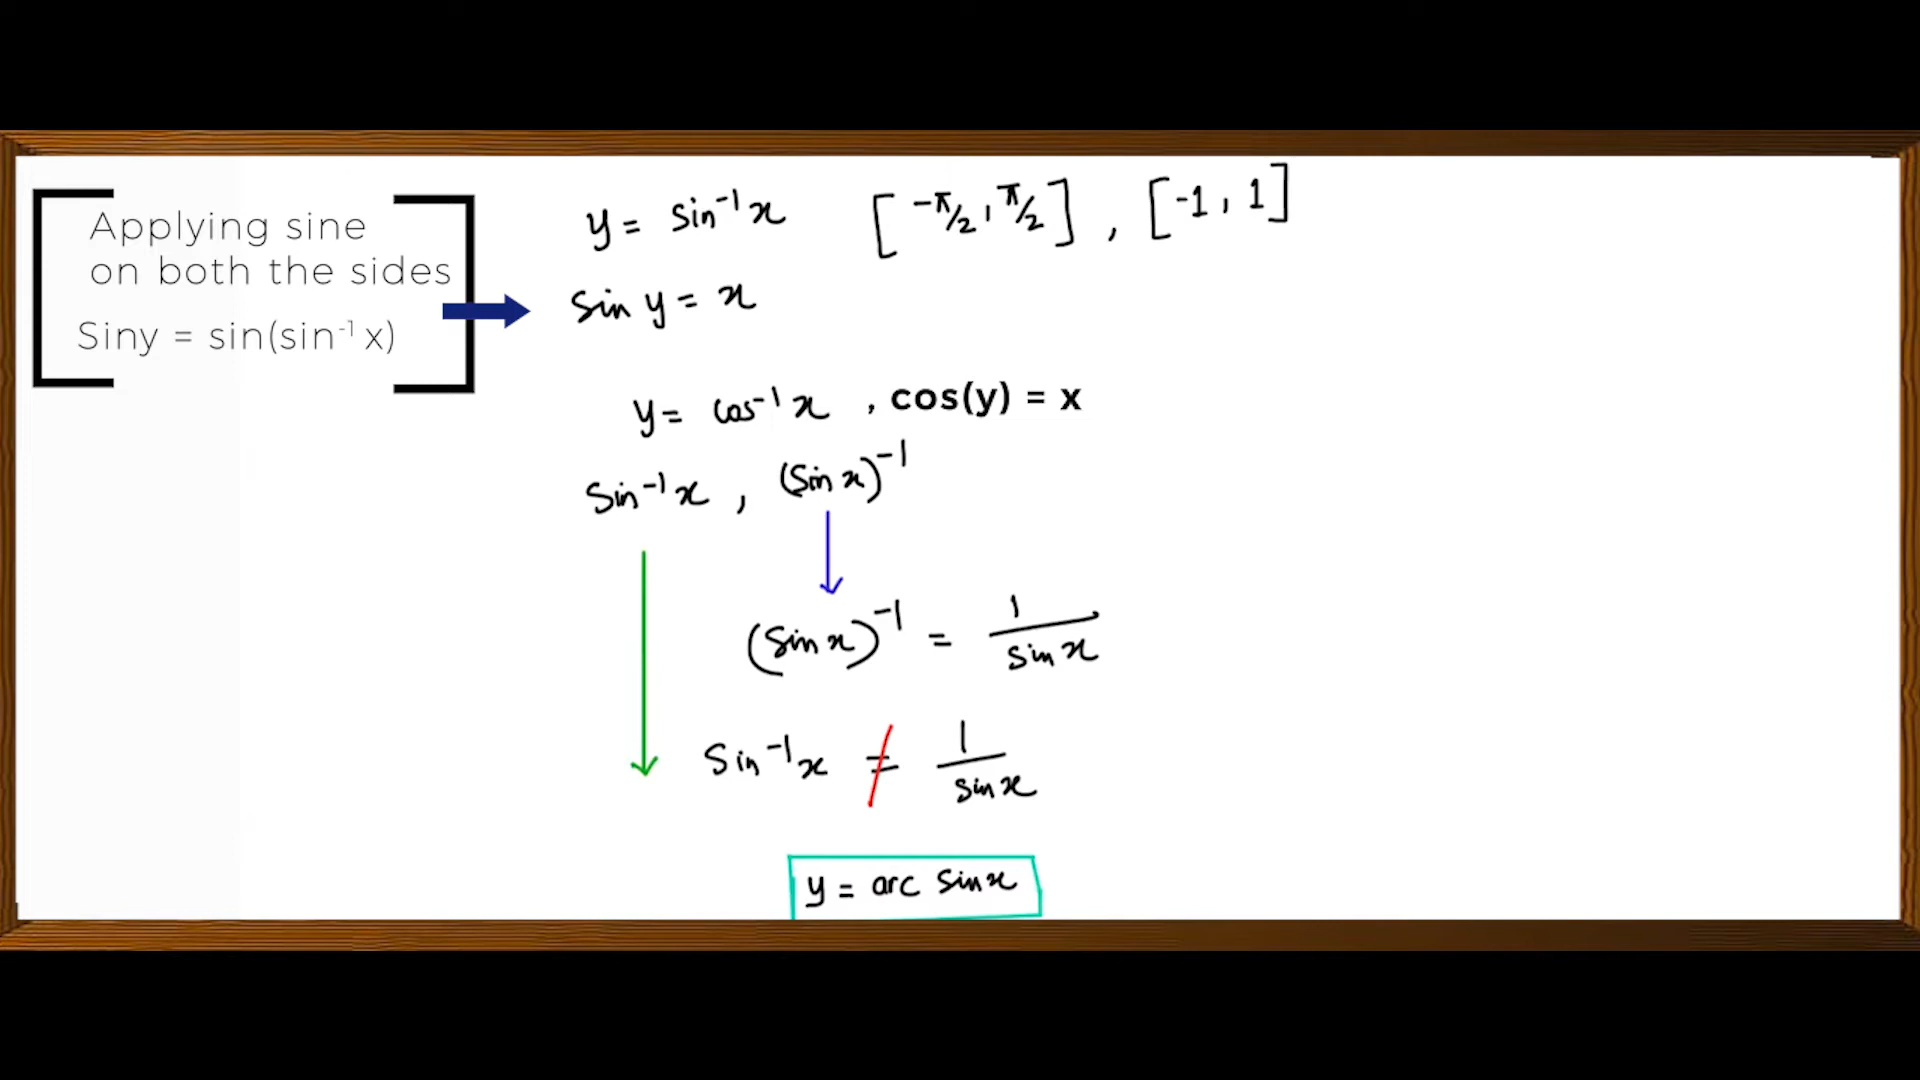 Applying sine
on both the sides
Siny = sin(sin⁻¹ x)
y = sin⁻¹x [-π/2, π/2], [-1, 1]
sin y = x
y = cos⁻¹x , cos(y) = x
sin⁻¹x , (sin x)⁻¹
(sin x)⁻¹ = 1/sin x
sin⁻¹x ≠ 1/sin x
y = arc sin x